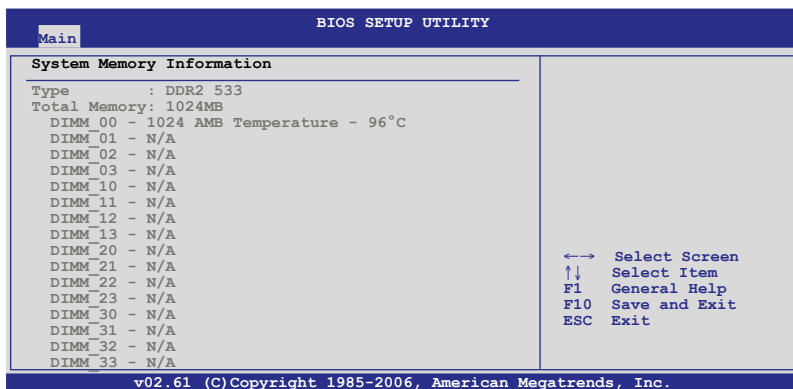 BIOS SETUP UTILITY
Main
System Memory Information
Type : DDR2 533
Total Memory: 1024MB
DIMM_00 - 1024 AMB Temperature - 96°C
DIMM_01 - N/A
DIMM_02 - N/A
DIMM_03 - N/A
DIMM_10 - N/A
DIMM_11 - N/A
DIMM_12 - N/A
DIMM_13 - N/A
DIMM_20 - N/A
DIMM_21 - N/A
DIMM_22 - N/A
DIMM_23 - N/A
DIMM_30 - N/A
DIMM_31 - N/A
DIMM_32 - N/A
DIMM_33 - N/A
←→ Select Screen
↑↓ Select Item
F1 General Help
F10 Save and Exit
ESC Exit
v02.61 (C)Copyright 1985-2006, American Megatrends, Inc.